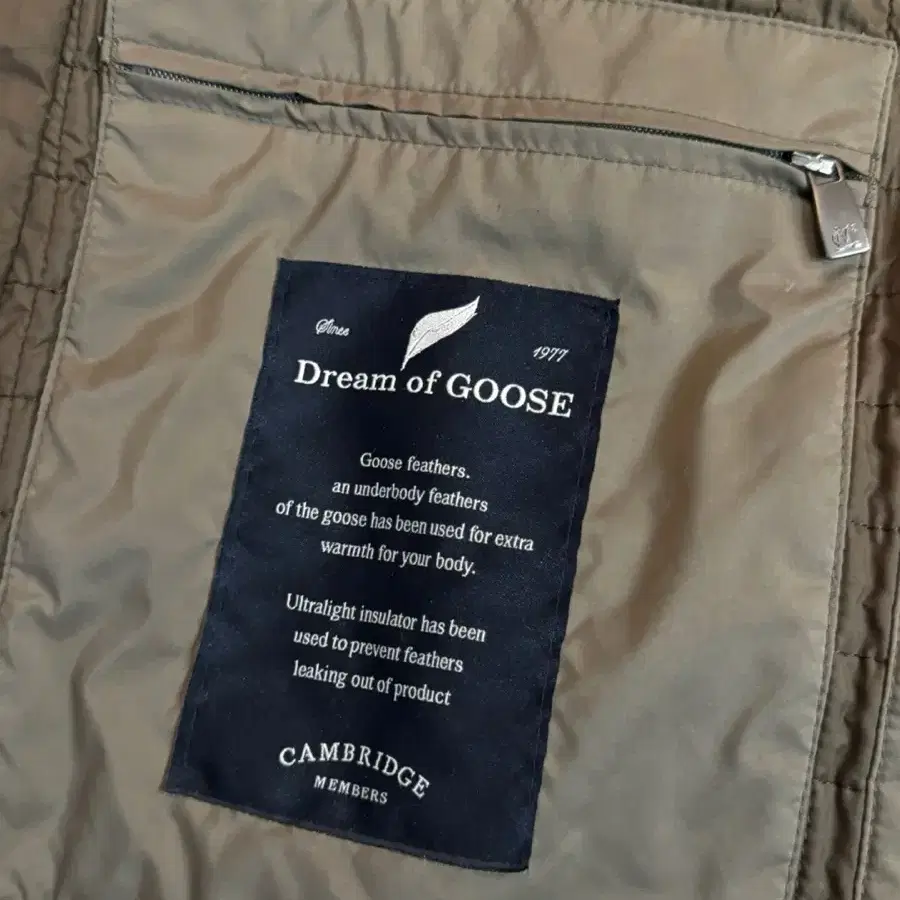 Since 1977
Dream of GOOSE
Goose feathers.
an underbody feathers
of the goose has been used for extra
warmth for your body.
Ultralight insulator has been
used to prevent feathers
leaking out of product
CAMBRIDGE
MEMBERS